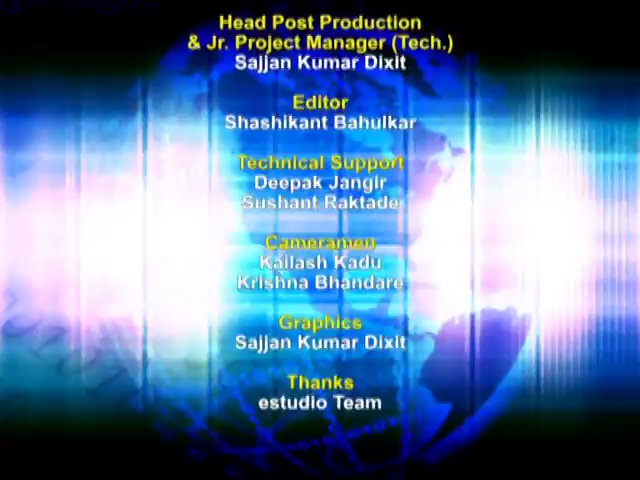 Head Post Production
& Jr. Project Manager (Tech.)
Sajjan Kumar Dixit
Editor
Shashikant Bahulkar
Technical Support
Deepak Jangir
Sushant Raktade
Cameramen
Kailash Kadu
Krishna Bhandare
Graphics
Sajjan Kumar Dixit
Thanks
estudio Team